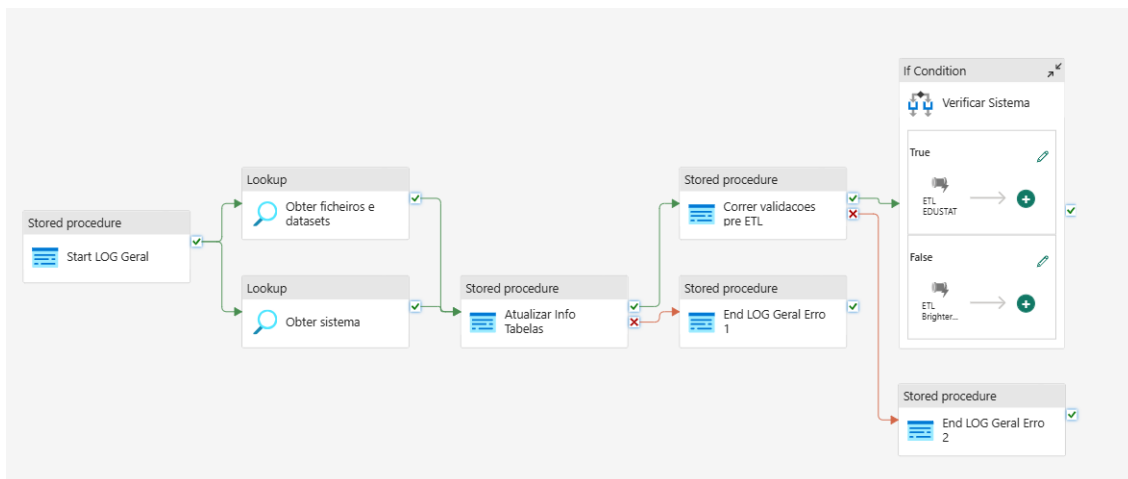 Stored procedure
Start LOG Geral
Lookup
Obter ficheiros e
datasets
Lookup
Obter sistema
Stored procedure
Atualizar Info
Tabelas
Stored procedure
Correr validacoes
pre ETL
Stored procedure
End LOG Geral Erro
1
If Condition
Verificar Sistema
True
ETL
EDUSTAT
False
ETL
Brighter...
Stored procedure
End LOG Geral Erro
2